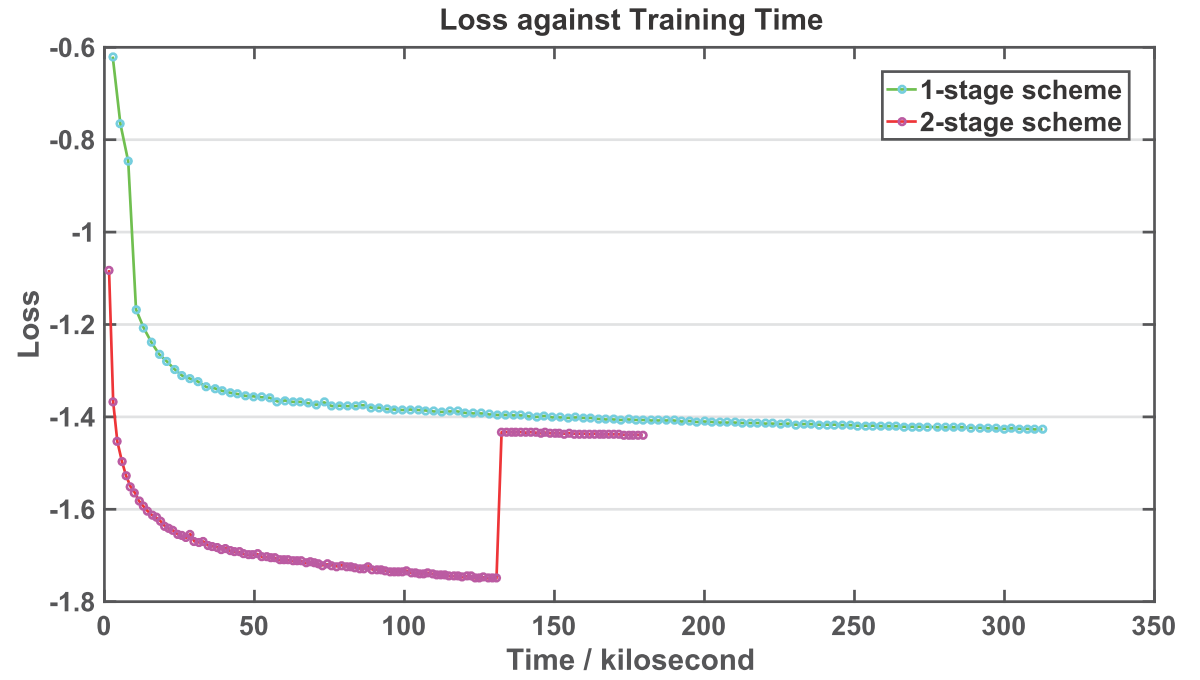 Loss against Training Time
-0.6
-0.8
-1
-1.2
-1.4
-1.6
-1.8
Loss
1-stage scheme
2-stage scheme
0 50 100 150 200 250 300 350
Time / kilosecond